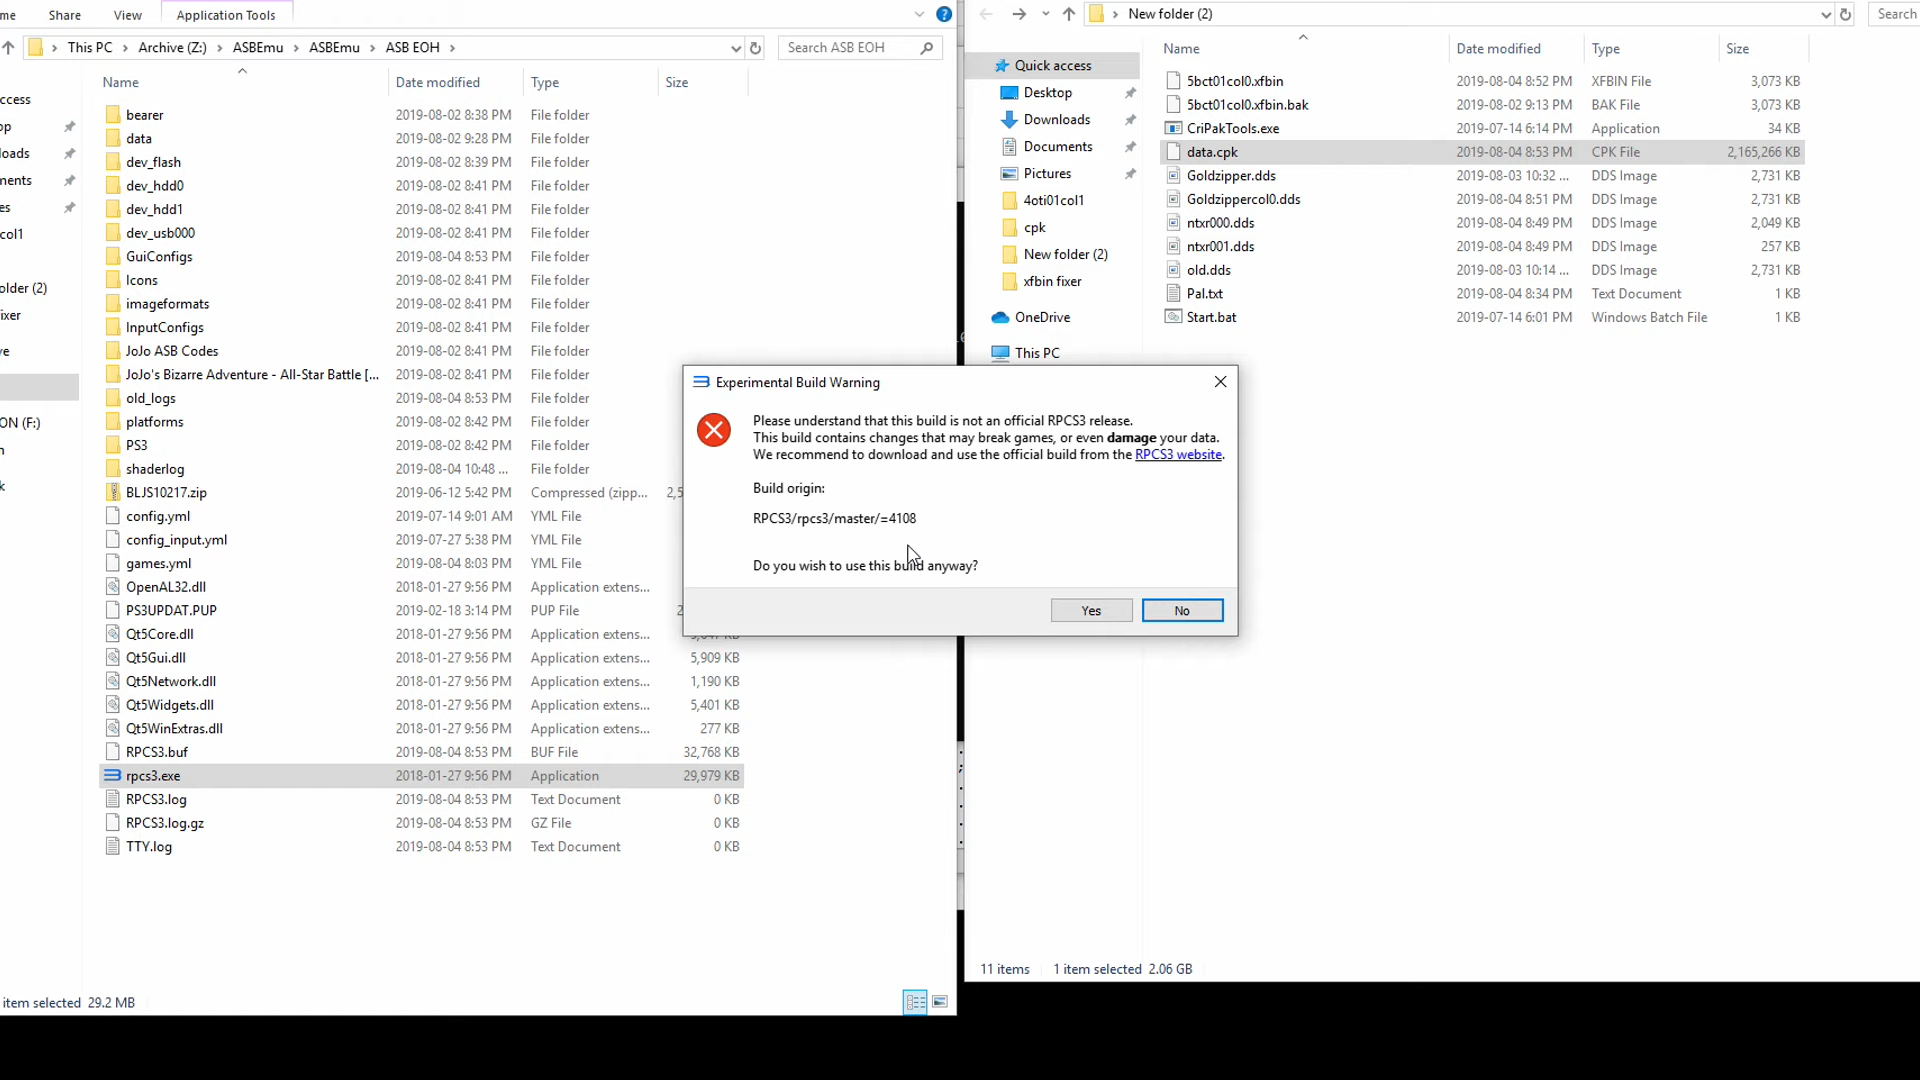 me Share View Application Tools
This PC Archive (Z:) ASBEmu ASBEmu ASB EOH
Search ASB EOH
Name Date modified Type Size
ccess
op
loads
ments
es
col1
older (2)
ixer
ve
ON (F:)
n
k
bearer 2019-08-02 8:38 PM File folder
data 2019-08-02 9:28 PM File folder
dev_flash 2019-08-02 8:39 PM File folder
dev_hdd0 2019-08-02 8:41 PM File folder
dev_hdd1 2019-08-02 8:41 PM File folder
dev_usb000 2019-08-02 8:41 PM File folder
GuiConfigs 2019-08-04 8:53 PM File folder
Icons 2019-08-02 8:41 PM File folder
imageformats 2019-08-02 8:41 PM File folder
InputConfigs 2019-08-02 8:41 PM File folder
JoJo ASB Codes 2019-08-02 8:41 PM File folder
JoJo's Bizarre Adventure - All-Star Battle [... 2019-08-02 8:41 PM File folder
old_logs 2019-08-04 8:53 PM File folder
platforms 2019-08-02 8:42 PM File folder
PS3 2019-08-02 8:42 PM File folder
shaderlog 2019-08-04 10:48 ... File folder
BLJS10217.zip 2019-06-12 5:42 PM Compressed (zipp... 2,5
config.yml 2019-07-14 9:01 AM YML File
config_input.yml 2019-07-27 5:38 PM YML File
games.yml 2019-08-04 8:03 PM YML File
OpenAL32.dll 2018-01-27 9:56 PM Application extens...
PS3UPDAT.PUP 2019-02-18 3:14 PM PUP File 2
Qt5Core.dll 2018-01-27 9:56 PM Application extens...
Qt5Gui.dll 2018-01-27 9:56 PM Application extens... 5,909 KB
Qt5Network.dll 2018-01-27 9:56 PM Application extens... 1,190 KB
Qt5Widgets.dll 2018-01-27 9:56 PM Application extens... 5,401 KB
Qt5WinExtras.dll 2018-01-27 9:56 PM Application extens... 277 KB
RPCS3.buf 2019-08-04 8:53 PM BUF File 32,768 KB
rpcs3.exe 2018-01-27 9:56 PM Application 29,979 KB
RPCS3.log 2019-08-04 8:53 PM Text Document 0 KB
RPCS3.log.gz 2019-08-04 8:53 PM GZ File 0 KB
TTY.log 2019-08-04 8:53 PM Text Document 0 KB
item selected 29.2 MB
New folder (2)
Search
Name Date modified Type Size
Quick access
Desktop
Downloads
Documents
Pictures
4oti01col1
cpk
New folder (2)
xfbin fixer
OneDrive
This PC
5bct01col0.xfbin 2019-08-04 8:52 PM XFBIN File 3,073 KB
5bct01col0.xfbin.bak 2019-08-02 9:13 PM BAK File 3,073 KB
CriPakTools.exe 2019-07-14 6:14 PM Application 34 KB
data.cpk 2019-08-04 8:53 PM CPK File 2,165,266 KB
Goldzipper.dds 2019-08-03 10:32 ... DDS Image 2,731 KB
Goldzippercol0.dds 2019-08-04 8:51 PM DDS Image 2,731 KB
ntxr000.dds 2019-08-04 8:49 PM DDS Image 2,049 KB
ntxr001.dds 2019-08-04 8:49 PM DDS Image 257 KB
old.dds 2019-08-03 10:14 ... DDS Image 2,731 KB
Pal.txt 2019-08-04 8:34 PM Text Document 1 KB
Start.bat 2019-07-14 6:01 PM Windows Batch File 1 KB
11 items 1 item selected 2.06 GB
Experimental Build Warning
Please understand that this build is not an official RPCS3 release.
This build contains changes that may break games, or even damage your data.
We recommend to download and use the official build from the RPCS3 website.
Build origin:
RPCS3/rpcs3/master/=4108
Do you wish to use this build anyway?
Yes No